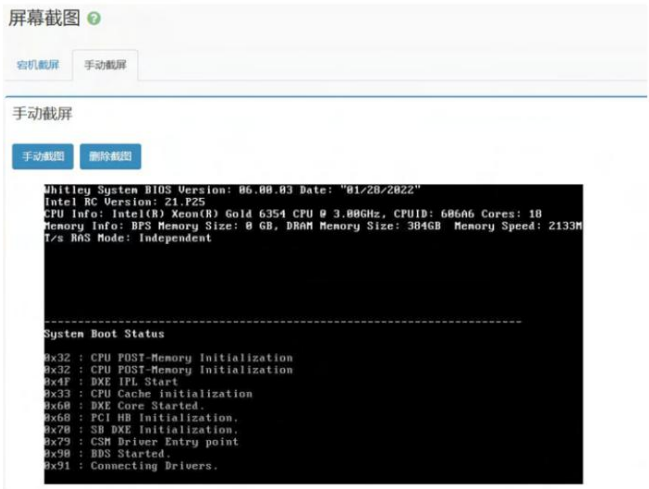 屏幕截图
宕机截屏 手动截屏
手动截屏
手动截图 删除截图
Whitley System BIOS Version: 06.00.03 Date: "01/28/2022"
Intel RC Version: 21.P25
CPU Info: Intel(R) Xeon(R) Gold 6354 CPU @ 3.00GHz, CPUID: 606A6 Cores: 18
Memory Info: BPS Memory Size: 0 GB, DRAM Memory Size: 384GB Memory Speed: 2133M
T/s RAS Mode: Independent
System Boot Status
0x32 : CPU POST-Memory Initialization
0x32 : CPU POST-Memory Initialization
0x4F : DXE IPL Start
0x33 : CPU Cache initialization
0x60 : DXE Core Started.
0x68 : PCI HB Initialization.
0x70 : SB DXE Initialization.
0x79 : CSM Driver Entry point
0x90 : BDS Started.
0x91 : Connecting Drivers.